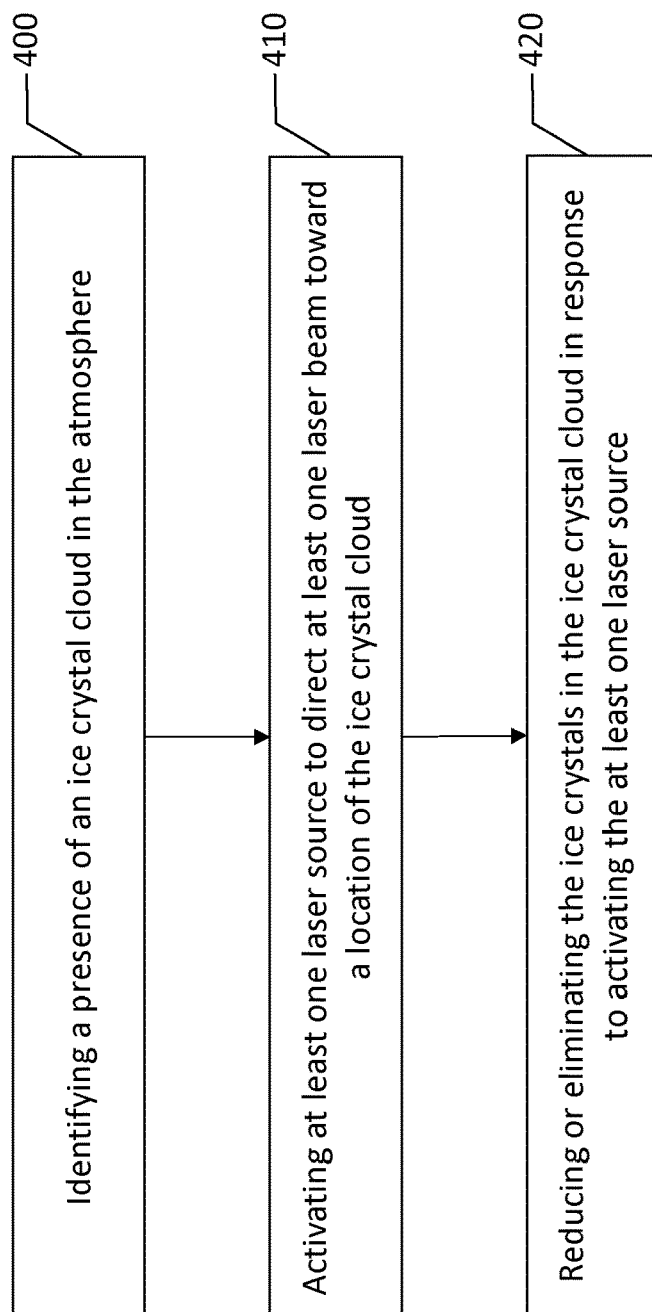 Identifying a presence of an ice crystal cloud in the atmosphere
400
Activating at least one laser source to direct at least one laser beam toward
a location of the ice crystal cloud
410
Reducing or eliminating the ice crystals in the ice crystal cloud in response
to activating the at least one laser source
420